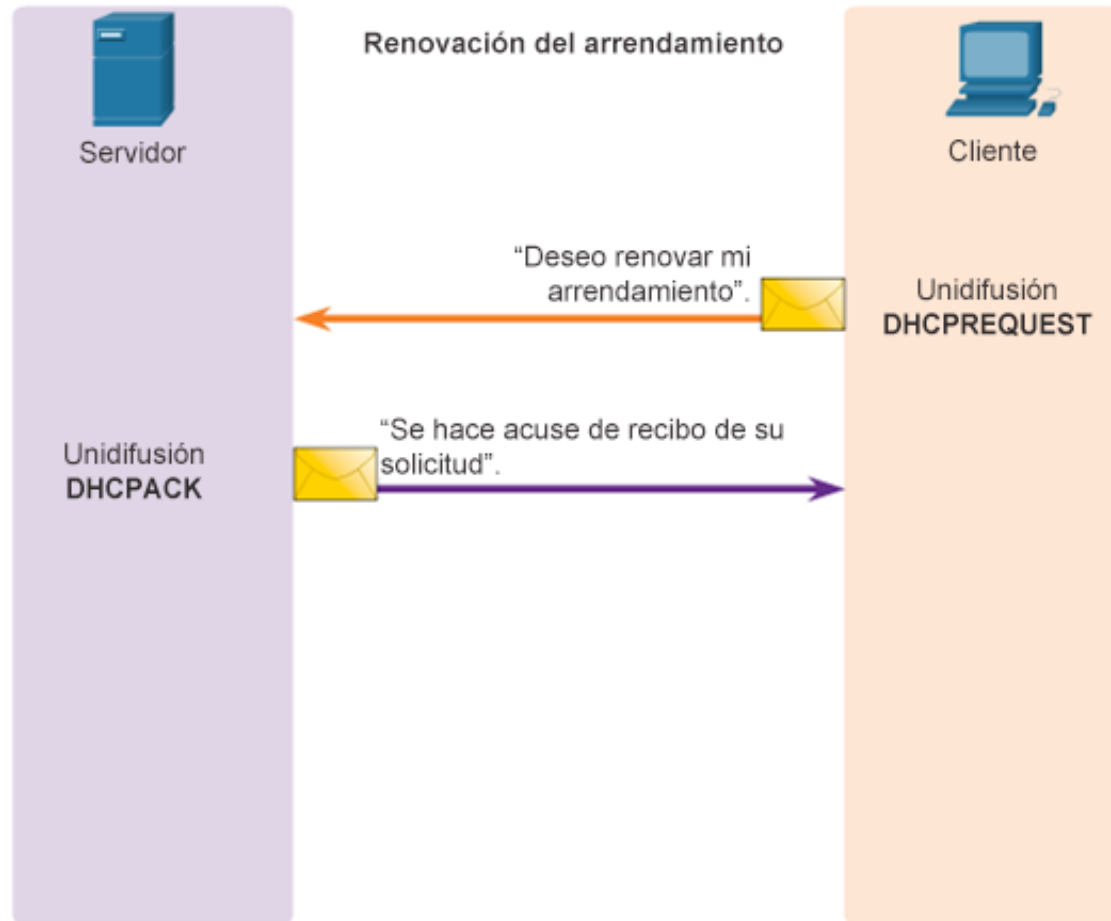 Renovación del arrendamiento
Servidor
Cliente
“Deseo renovar mi
arrendamiento”.
Unidifusión
DHCPREQUEST
“Se hace acuse de recibo de su
solicitud”.
Unidifusión
DHCPACK